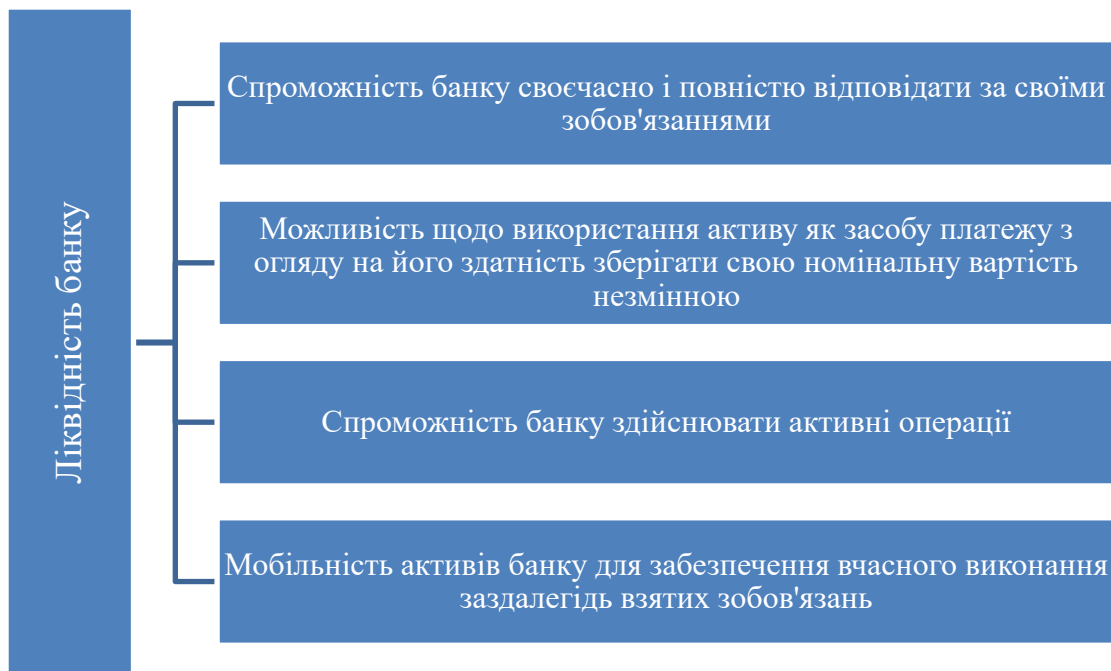 Ліквідність банку
Спроможність банку своєчасно і повністю відповідати за своїми
зобов'язаннями
Можливість щодо використання активу як засобу платежу з
огляду на його здатність зберігати свою номінальну вартість
незмінною
Спроможність банку здійснювати активні операції
Мобільність активів банку для забезпечення вчасного виконання
заздалегідь взятих зобов'язань